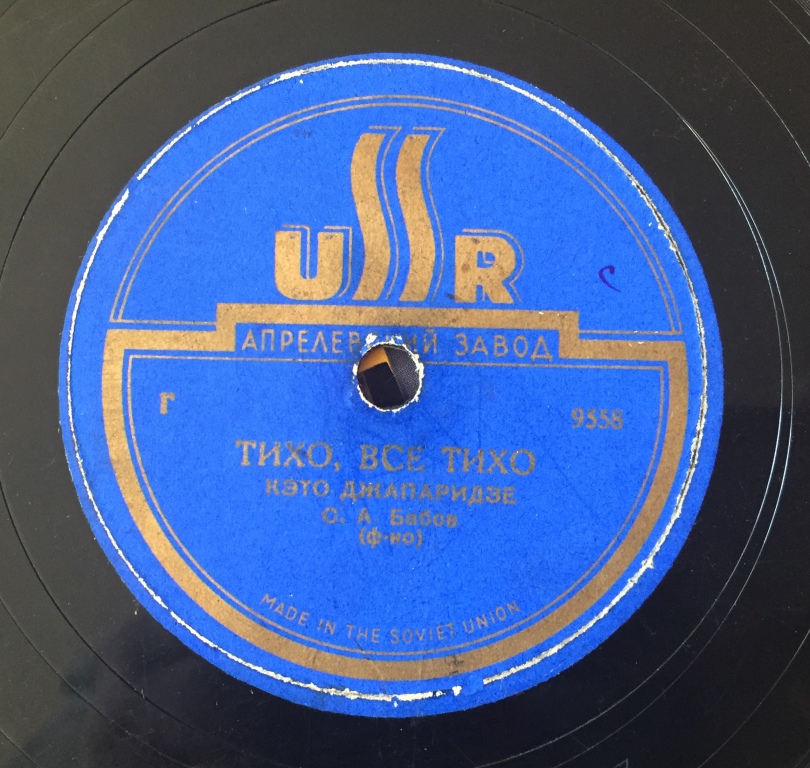 USSR
АПРЕЛЕВСКИЙ ЗАВОД
г 9558
ТИХО, ВСЕ ТИХО
КЭТО ДЖАПАРИДЗЕ
С. А. Бабов
(ф-но)
MADE IN THE SOVIET UNION